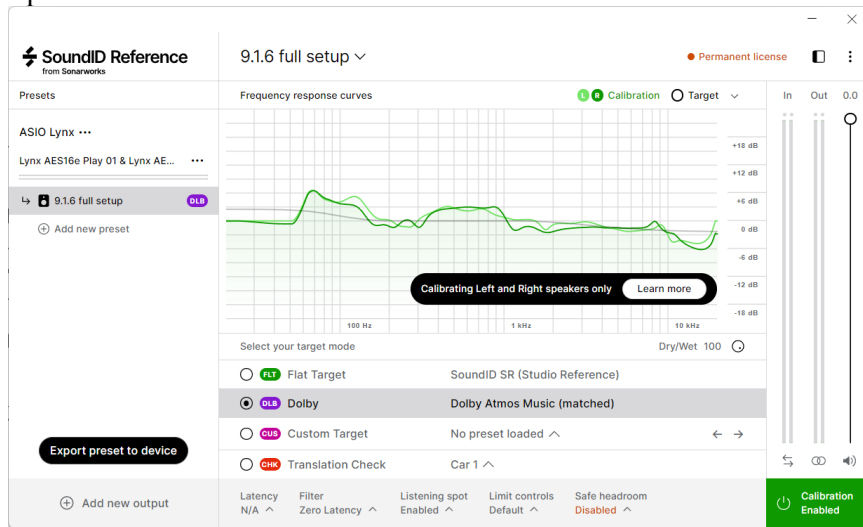 SoundID Reference
from Sonarworks
9.1.6 full setup
Permanent license
Presets
Frequency response curves
L R Calibration
Target
In Out 0.0
ASIO Lynx •••
Lynx AES16e Play 01 & Lynx AE... •••
9.1.6 full setup DLB
Add new preset
+18 dB
+12 dB
+6 dB
0 dB
-6 dB
-12 dB
-18 dB
Calibrating Left and Right speakers only Learn more
100 Hz 1 kHz 10 kHz
Select your target mode Dry/Wet 100
FLT Flat Target SoundID SR (Studio Reference)
DLB Dolby Dolby Atmos Music (matched)
CUS Custom Target No preset loaded
CHK Translation Check Car 1
Export preset to device
Add new output
Latency Filter Listening spot Limit controls Safe headroom
N/A Zero Latency Enabled Default Disabled
Calibration
Enabled